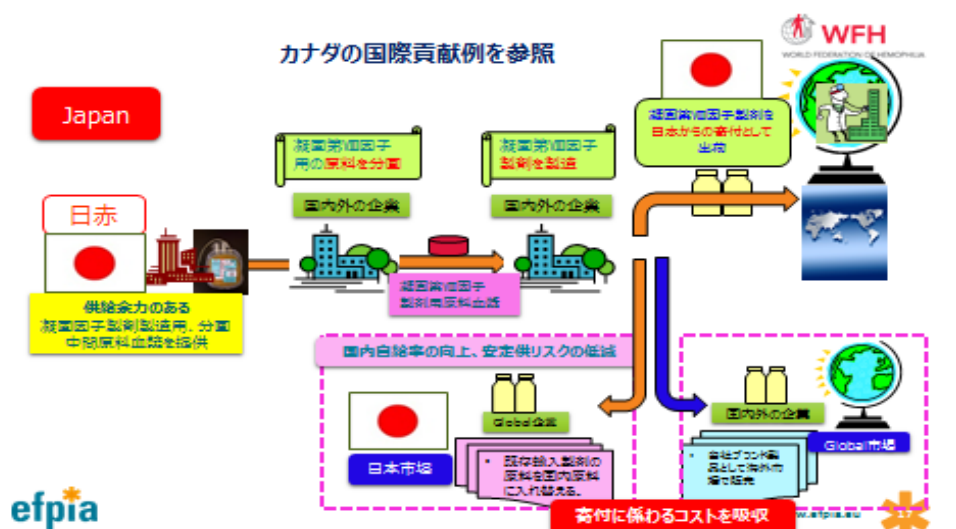 カナダの国際貢献例を参照
WFH
WORLD FEDERATION OF HEMOPHILIA
Japan
凝固第Ⅷ因子
用の原料を分画
凝固第Ⅷ因子
製剤を製造
凝固第Ⅷ因子製剤を
日本からの寄付として
出荷
国内外の企業
国内外の企業
日赤
凝固第Ⅷ因子
製剤用原料血漿
供給余力のある
凝固因子製剤製造用、分画
中間原料血漿を提供
国内自給率の向上、安定供リスクの低減
Global企業
国内外の企業
日本市場
Global市場
• 既存輸入製剤の
原料を国内原料
に入れ替える。
• 自社ブランド製
品として海外市
場で販売
寄付に係わるコストを吸収
efpia
w.efpia.eu